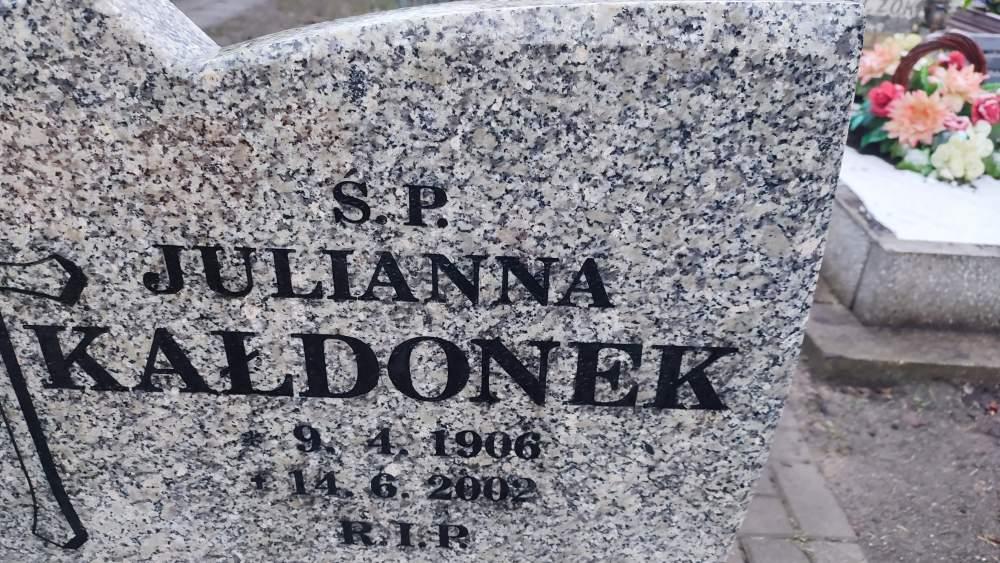 Ś.P.
JULIANNA
KAŁDONEK
* 9. 4. 1906
† 14. 6. 2002
R.I.P.